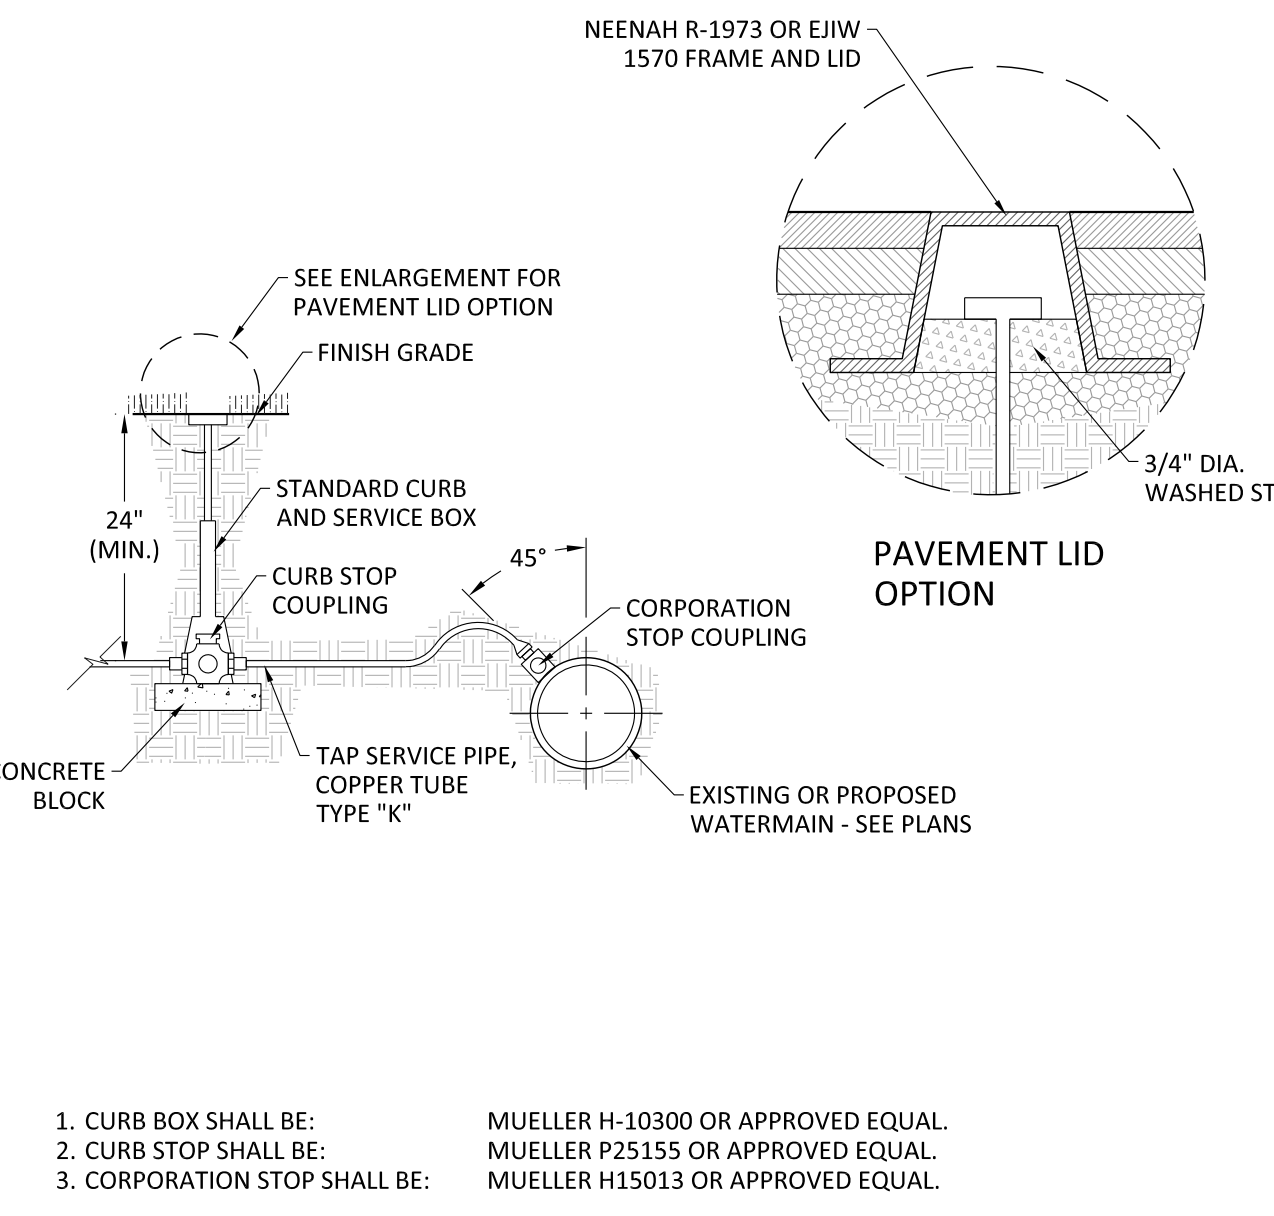 NEENAH R-1973 OR EJIW
1570 FRAME AND LID
SEE ENLARGEMENT FOR
PAVEMENT LID OPTION
FINISH GRADE
3/4" DIA.
WASHED
STANDARD CURB
AND SERVICE BOX
24"
(MIN.)
45°
PAVEMENT LID
OPTION
CURB STOP
COUPLING
CORPORATION
STOP COUPLING
TAP SERVICE PIPE,
COPPER TUBE
TYPE "K"
BLOCK
EXISTING OR PROPOSED
WATERMAIN - SEE PLANS
1. CURB BOX SHALL BE: MUELLER H-10300 OR APPROVED EQUAL.
2. CURB STOP SHALL BE: MUELLER P25155 OR APPROVED EQUAL.
3. CORPORATION STOP SHALL BE: MUELLER H15013 OR APPROVED EQUAL.